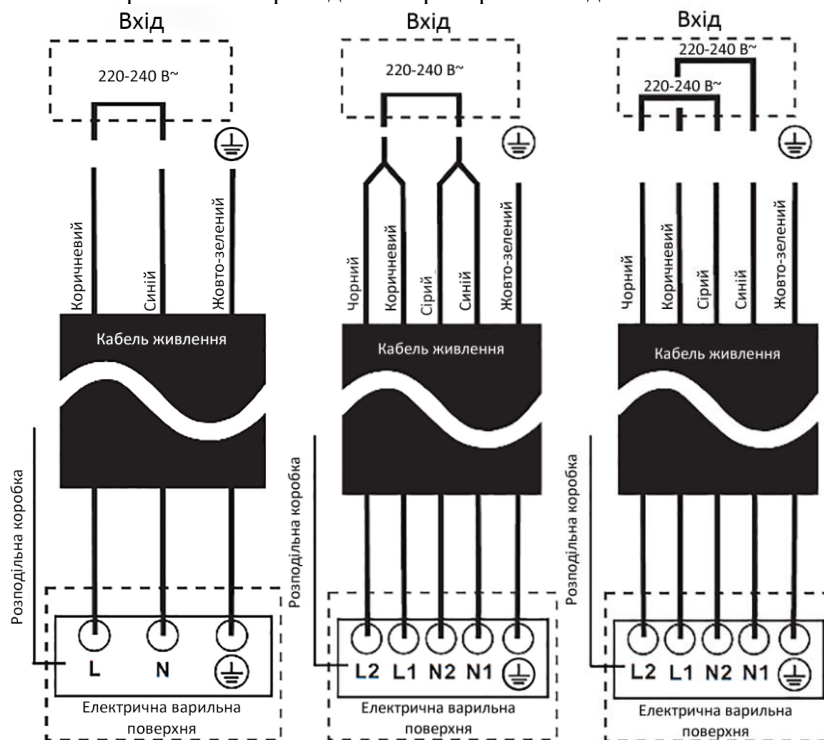 Вхід
220-240 В~
Коричневий
Синій
Жовто-зелений
Кабель живлення
Розподільна коробка
L N
Електрична варильна
поверхня
Вхід
220-240 В~
Чорний
Коричневий
Сірий
Синій
Жовто-зелений
Кабель живлення
Розподільна коробка
L2 L1 N2 N1
Електрична варильна
поверхня
Вхід
220-240 В~
220-240 В~
Чорний
Коричневий
Сірий
Синій
Жовто-зелений
Кабель живлення
Розподільна коробка
L2 L1 N2 N1
Електрична варильна
поверхня